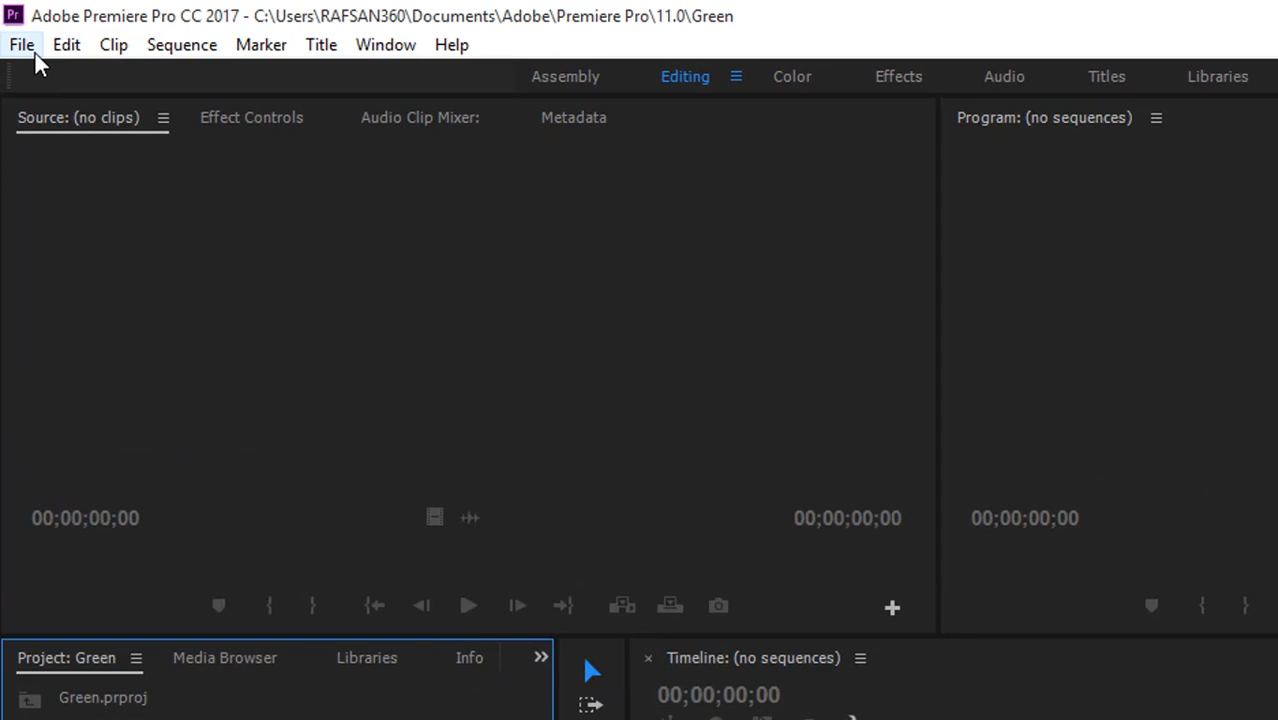 Adobe Premiere Pro CC 2017 - C:\Users\RAFSAN360\Documents\Adobe\Premiere Pro\11.0\Green
File Edit Clip Sequence Marker Title Window Help
Assembly Editing Color Effects Audio Titles Libraries
Source: (no clips) Effect Controls Audio Clip Mixer: Metadata Program: (no sequences)
00;00;00;00 00;00;00;00 00;00;00;00
Project: Green Media Browser Libraries Info Timeline: (no sequences)
Green.prproj 00;00;00;00